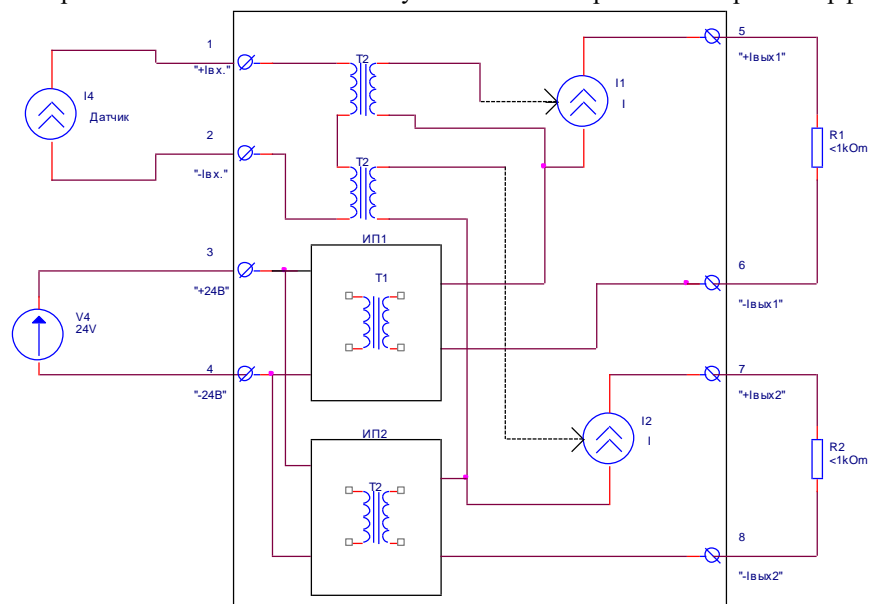 1
"+Iвх."
I4
Датчик
2
"-Iвх."
3
"+24В"
V4
24V
4
"-24В"
T2
T2
ИП1
T1
ИП2
T2
I1
I
I2
I
5
"+Iвых1"
R1
<1kOm
6
"-Iвых1"
7
"+Iвых2"
R2
<1kOm
8
"-Iвых2"